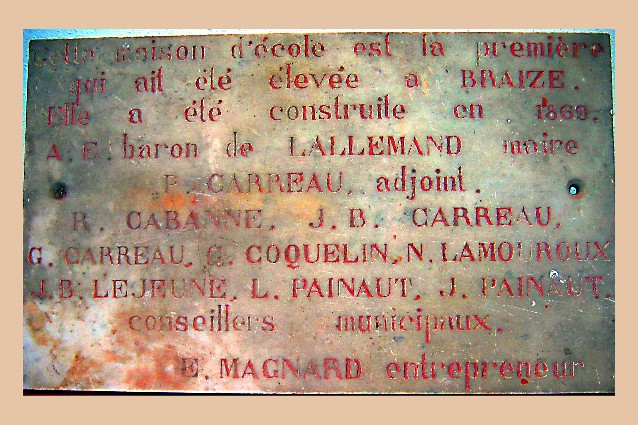 Cette maison d'école est la première
qui ait été élevée a BRAIZE.
Elle a été construite en 1869.
A. E. baron de LALLEMAND maire
P. CARREAU, adjoint.
R. CABANNE, J. B. CARREAU,
G. CARREAU, G. COQUELIN, N. LAMOUROUX
J. B. LEJEUNE, L. PAINAUT, J. PAINAUT.
conseillers municipaux.
E. MAGNARD entrepreneur